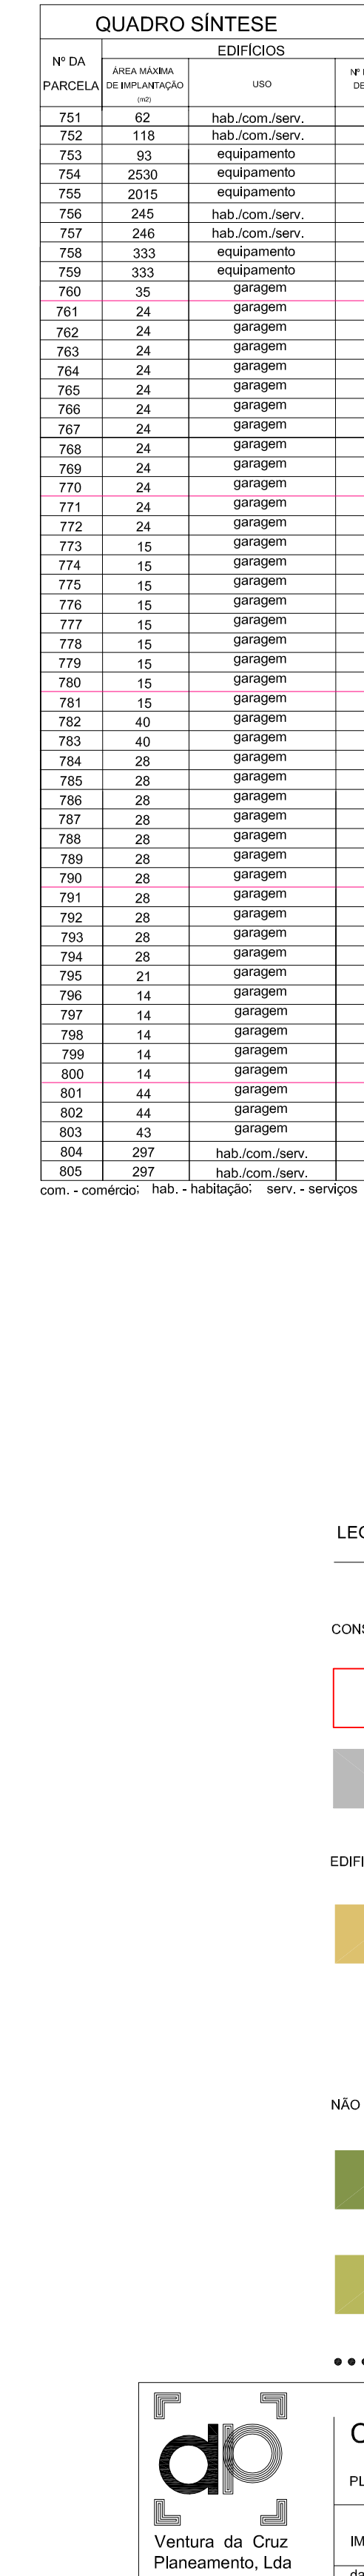 QUADRO SÍNTESE
EDIFÍCIOS
Nº DA
PARCELA
ÁREA MÁXIMA
DE IMPLANTAÇÃO
(m2)
USO
Nº
DE
751 62 hab./com./serv.
752 118 hab./com./serv.
753 93 equipamento
754 2530 equipamento
755 2015 equipamento
756 245 hab./com./serv.
757 246 hab./com./serv.
758 333 equipamento
759 333 equipamento
760 35 garagem
761 24 garagem
762 24 garagem
763 24 garagem
764 24 garagem
765 24 garagem
766 24 garagem
767 24 garagem
768 24 garagem
769 24 garagem
770 24 garagem
771 24 garagem
772 24 garagem
773 15 garagem
774 15 garagem
775 15 garagem
776 15 garagem
777 15 garagem
778 15 garagem
779 15 garagem
780 15 garagem
781 15 garagem
782 40 garagem
783 40 garagem
784 28 garagem
785 28 garagem
786 28 garagem
787 28 garagem
788 28 garagem
789 28 garagem
790 28 garagem
791 28 garagem
792 28 garagem
793 28 garagem
794 28 garagem
795 21 garagem
796 14 garagem
797 14 garagem
798 14 garagem
799 14 garagem
800 14 garagem
801 44 garagem
802 44 garagem
803 43 garagem
804 297 hab./com./serv.
805 297 hab./com./serv.
com. - comércio; hab. - habitação; serv. - serviços
NÃO
dp
Ventura da Cruz
Planeamento, Lda